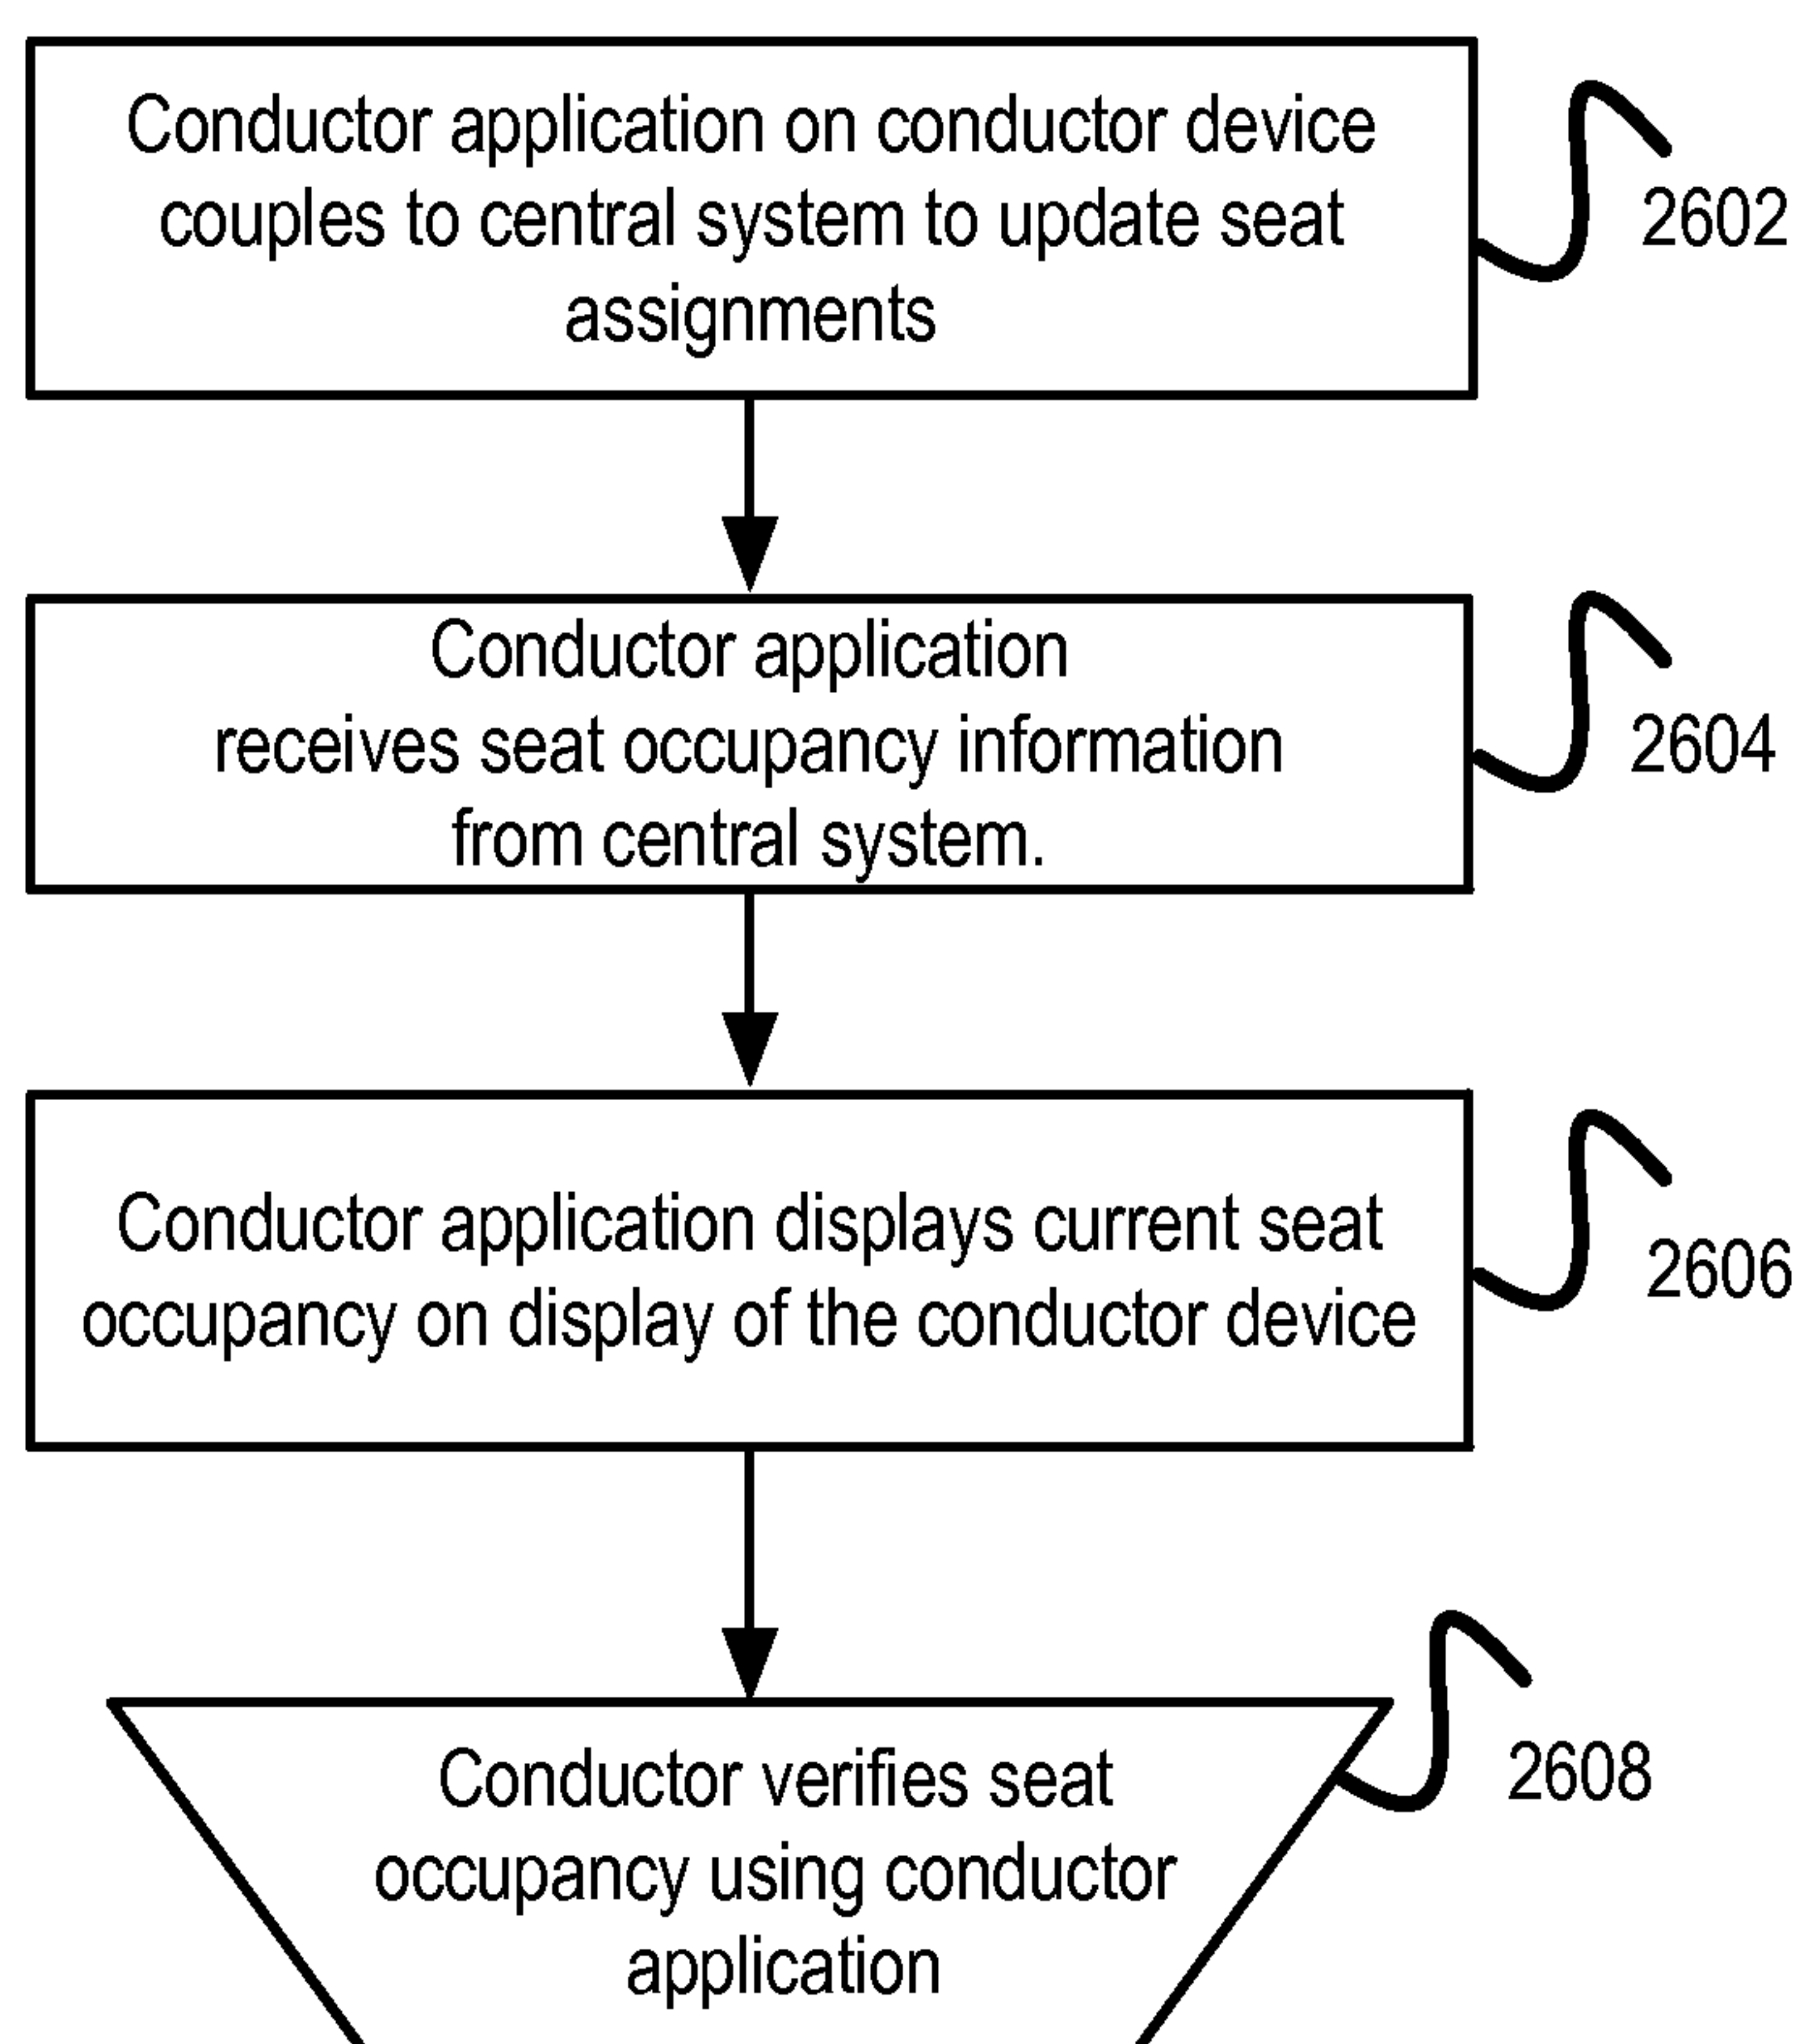 Conductor application on conductor device
couples to central system to update seat
assignments
2602
Conductor application
receives seat occupancy information
from central system.
2604
Conductor application displays current seat
occupancy on display of the conductor device
2606
Conductor verifies seat
occupancy using conductor
application
2608